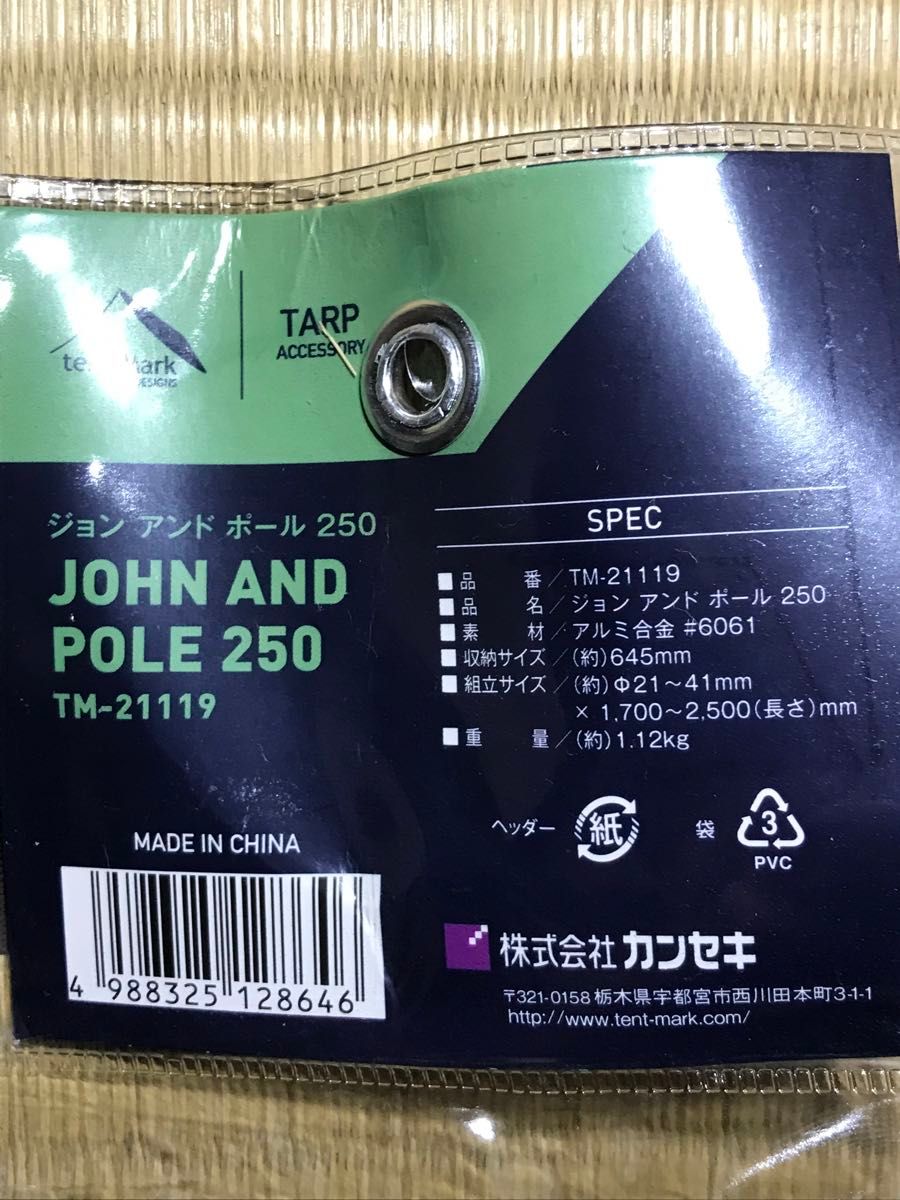 tent-Mark
DESIGNS
TARP
ACCESSORY
ジョン アンド ポール 250
JOHN AND
POLE 250
TM-21119
SPEC
■品 番／TM-21119
■品 名／ジョン アンド ポール 250
■素 材／アルミ合金 #6061
■収納サイズ／(約)645mm
■組立サイズ／(約)Φ21～41mm
× 1,700～2,500(長さ)mm
■重 量／(約)1.12kg
ヘッダー 紙 袋 3
PVC
MADE IN CHINA
4 988325 128646
株式会社 カンセキ
〒321-0158 栃木県宇都宮市西川田本町3-1-1
http://www.tent-mark.com/